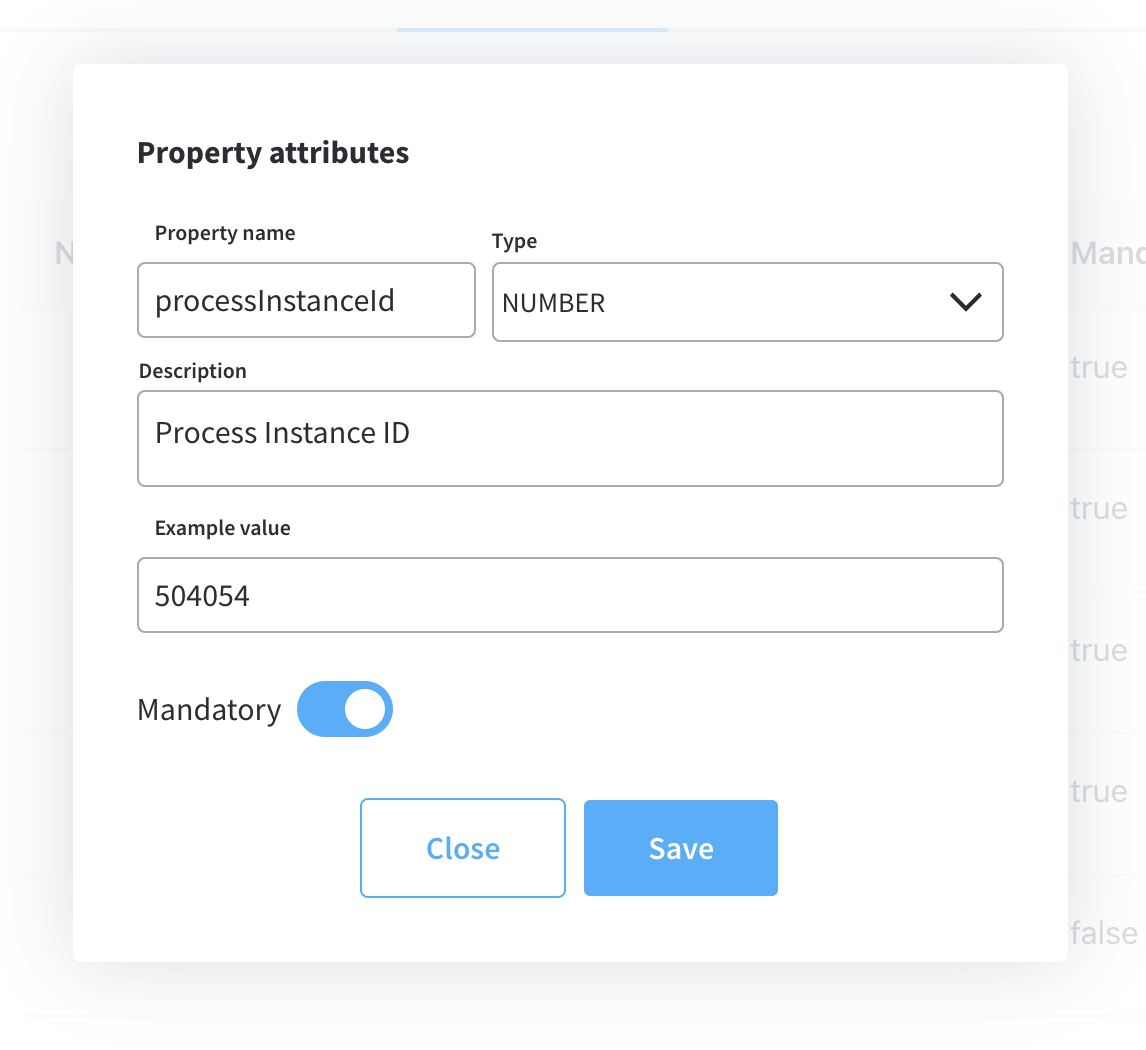 Property attributes
Property name
Type
processInstanceId
NUMBER
Description
Process Instance ID
Example value
504054
Mandatory
Close
Save
true
true
true
true
false